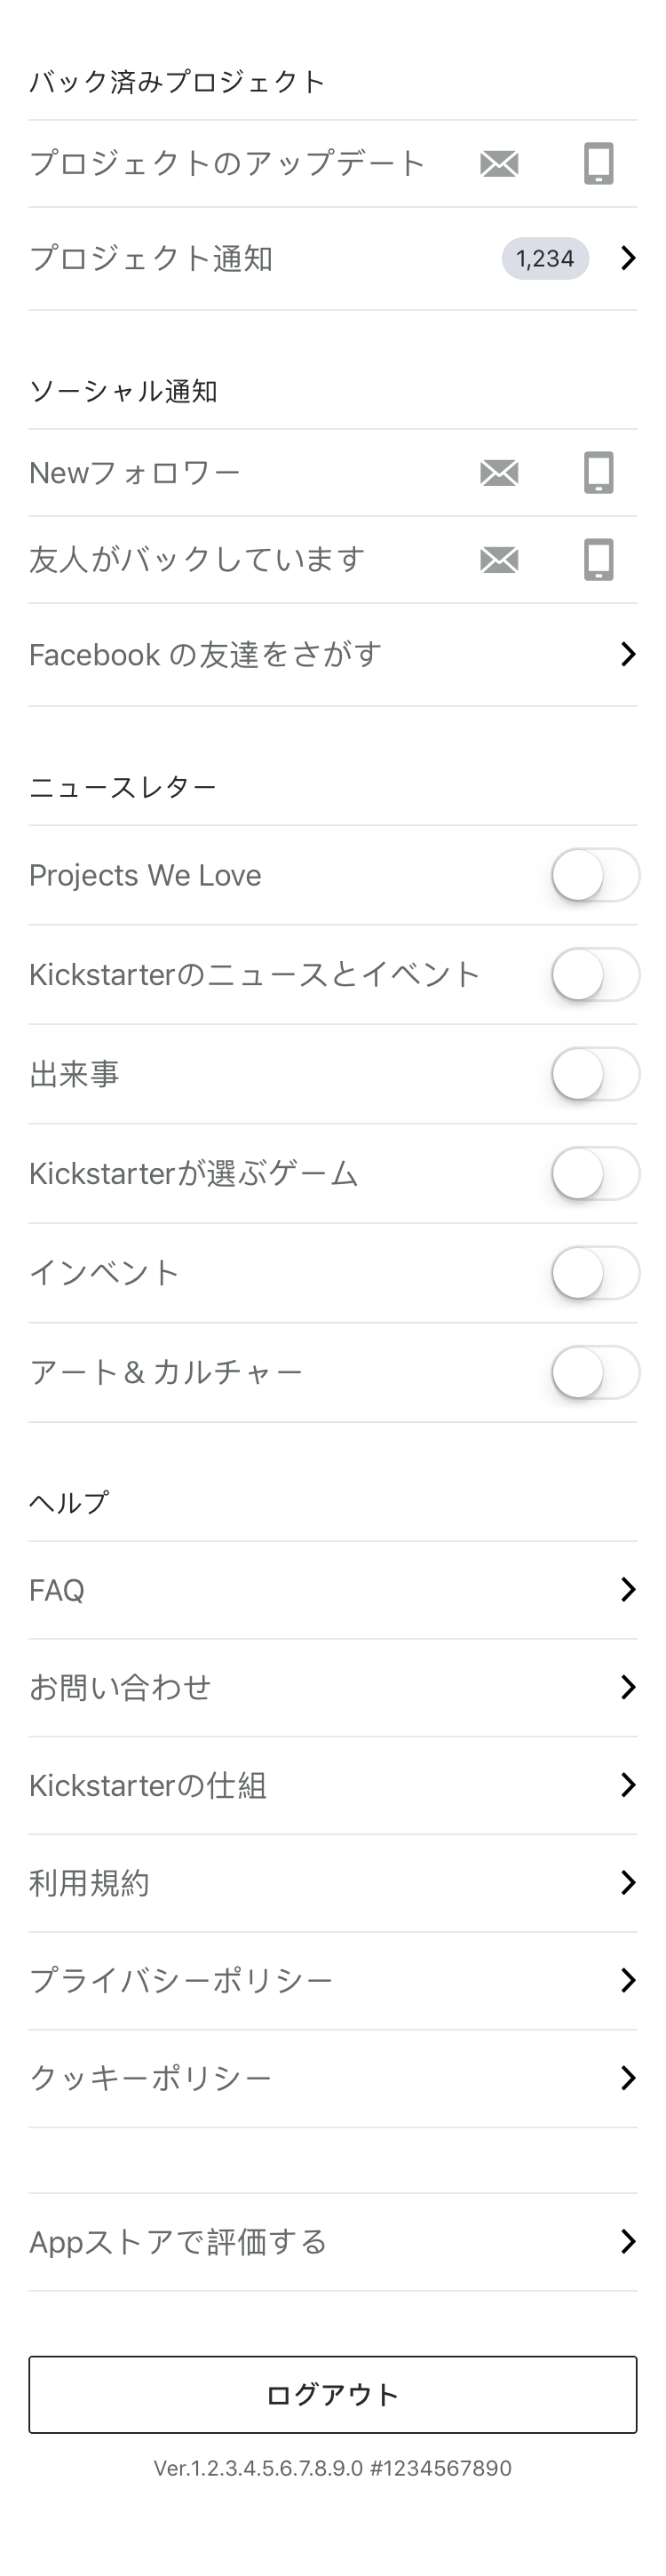 バック済みプロジェクト
プロジェクトのアップデート
プロジェクト通知 1,234
ソーシャル通知
Newフォロワー
友人がバックしています
Facebook の友達をさがす
ニュースレター
Projects We Love
Kickstarterのニュースとイベント
出来事
Kickstarterが選ぶゲーム
インベント
アート& カルチャー
ヘルプ
FAQ
お問い合わせ
Kickstarterの仕組
利用規約
プライバシーポリシー
クッキーポリシー
Appストアで評価する
ログアウト
Ver.1.2.3.4.5.6.7.8.9.0 #1234567890